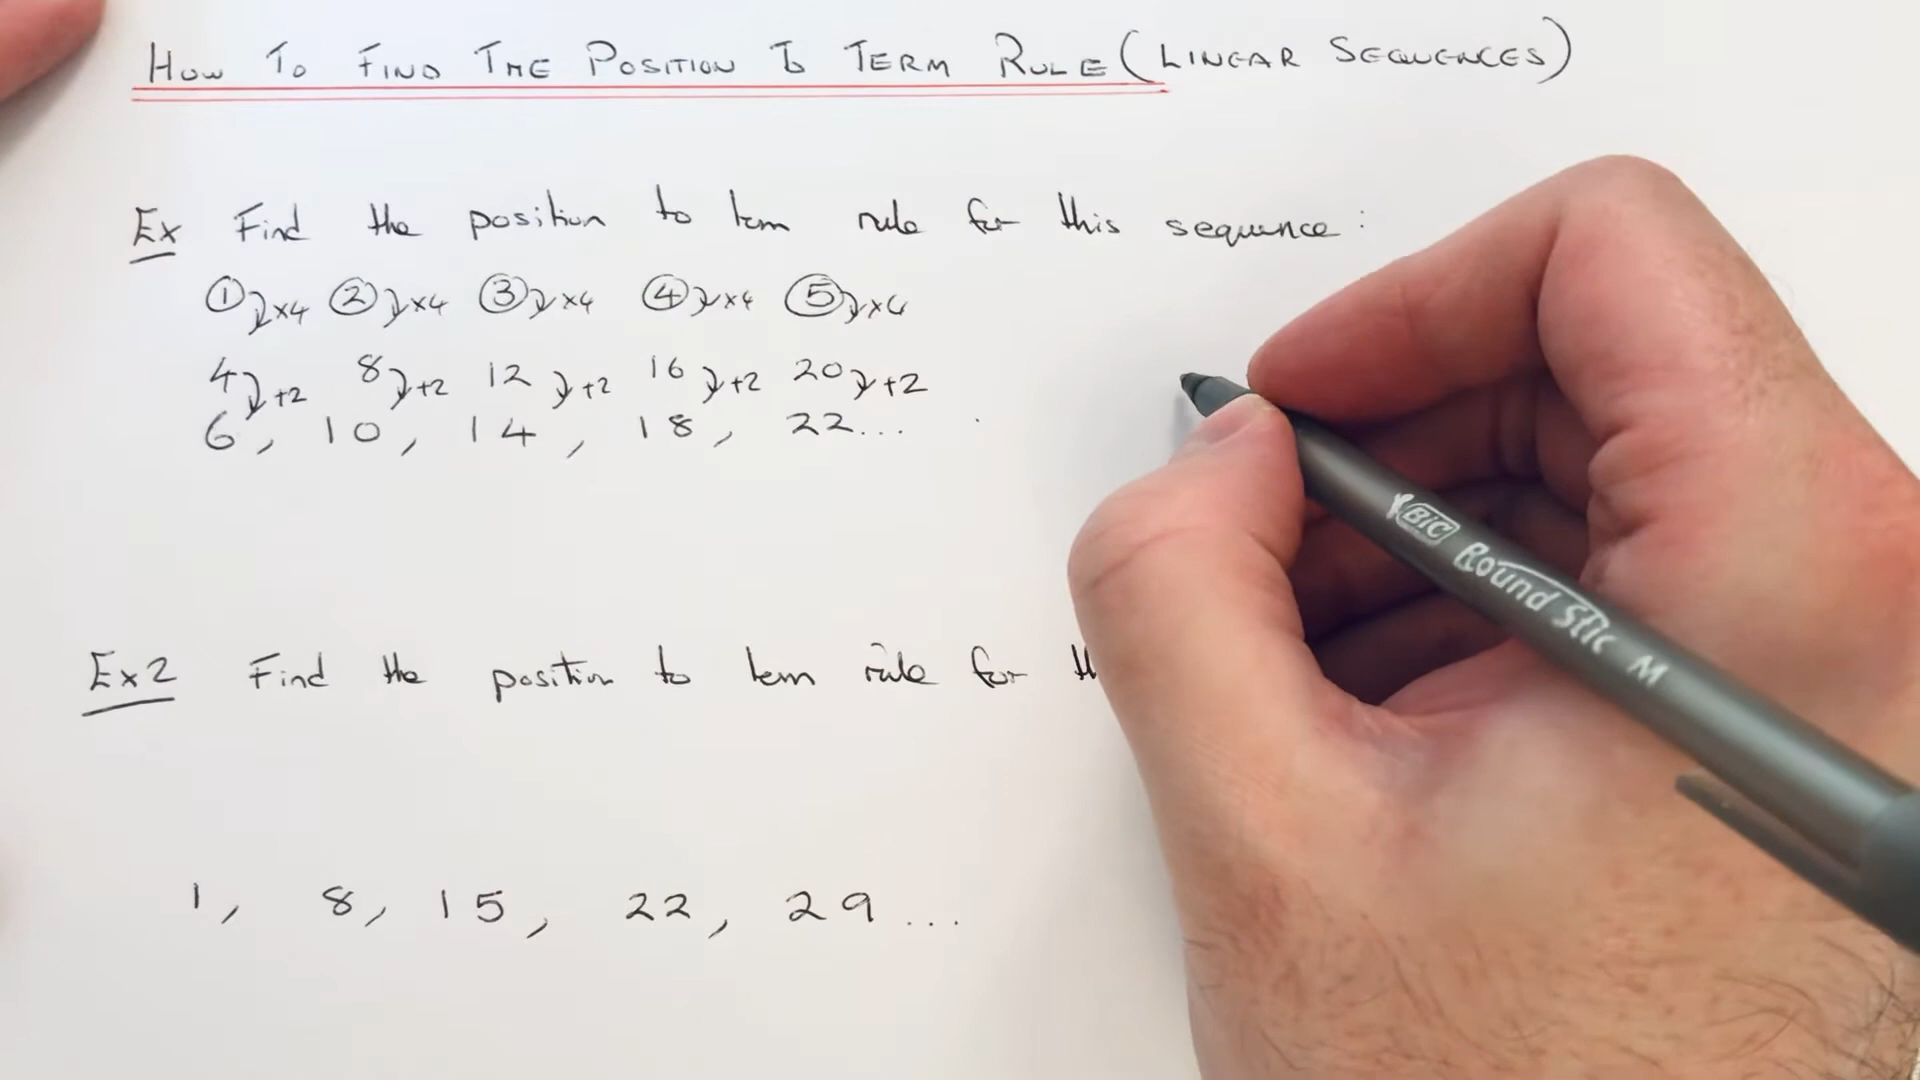 HOW TO FIND THE POSITION TO TERM RULE (LINEAR SEQUENCES)
Ex Find the position to term rule for this sequence:
① ×4 ② ×4 ③ ×4 ④ ×4 ⑤ ×4
4 +2 8 +2 12 +2 16 +2 20 +2
6, 10, 14, 18, 22...
BIC Round Stic M
Ex2 Find the position to term rule for
1, 8, 15, 22, 29...